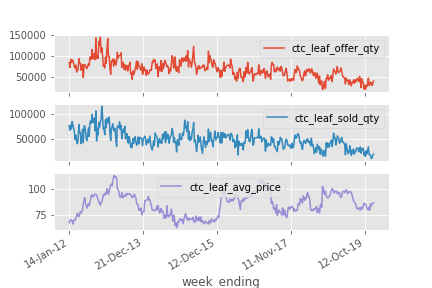 150000
100000
50000
ctc_leaf_offer_qty
100000
50000
ctc_leaf_sold_qty
100
75
ctc_leaf_avg_price
14-Jan-12
21-Dec-13
12-Dec-15
11-Nov-17
12-Oct-19
week_ending